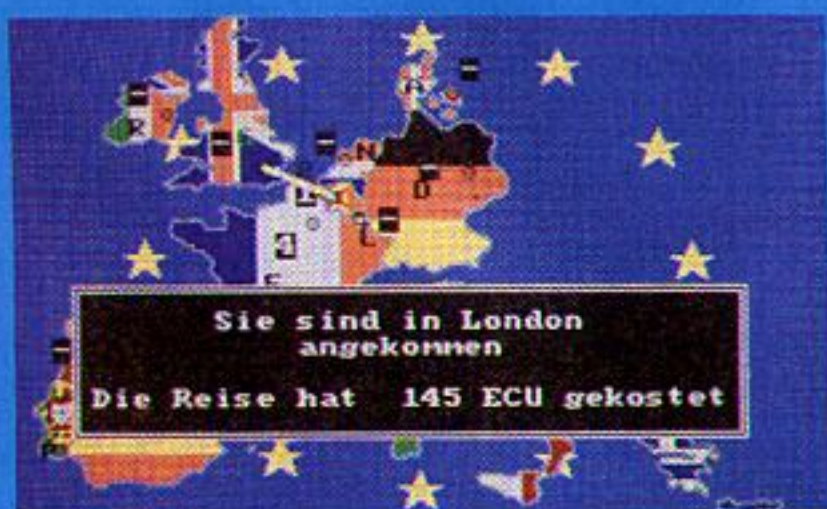 R
A
N
D
L
Sie sind in London
angekommen
Die Reise hat 145 ECU gekostet